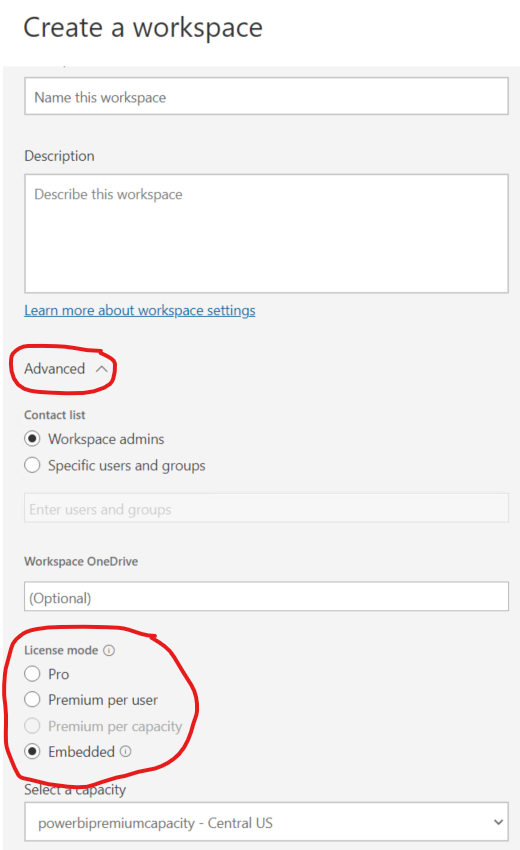 Create a workspace
Name this workspace
Description
Describe this workspace
Learn more about workspace settings
Advanced
Contact list
Workspace admins
Specific users and groups
Enter users and groups
Workspace OneDrive
(Optional)
License mode
Pro
Premium per user
Premium per capacity
Embedded
Select a capacity
powerbipremiumcapacity - Central US